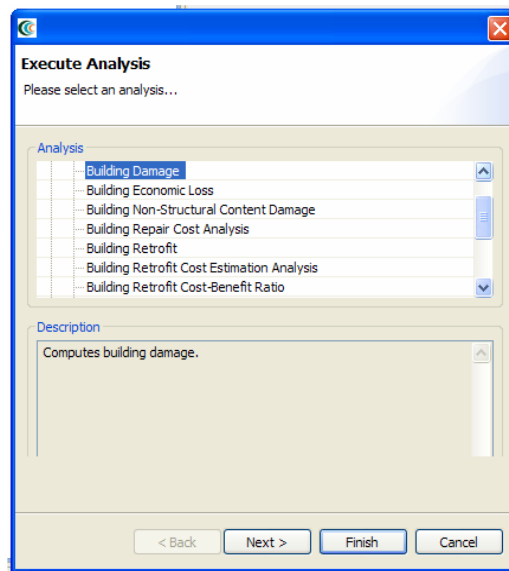 Execute Analysis
Please select an analysis...
Analysis
Building Damage
Building Economic Loss
Building Non-Structural Content Damage
Building Repair Cost Analysis
Building Retrofit
Building Retrofit Cost Estimation Analysis
Building Retrofit Cost-Benefit Ratio
Description
Computes building damage.
< Back Next > Finish Cancel